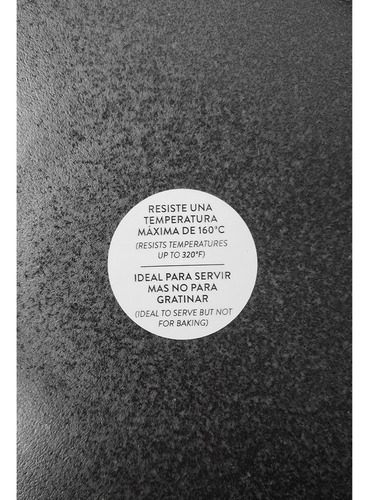 RESISTE UNA
TEMPERATURA
MÁXIMA DE 160°C
(RESISTS TEMPERATURES
UP TO 320°F)
IDEAL PARA SERVIR
MAS NO PARA
GRATINAR
(IDEAL TO SERVE BUT NOT
FOR BAKING)